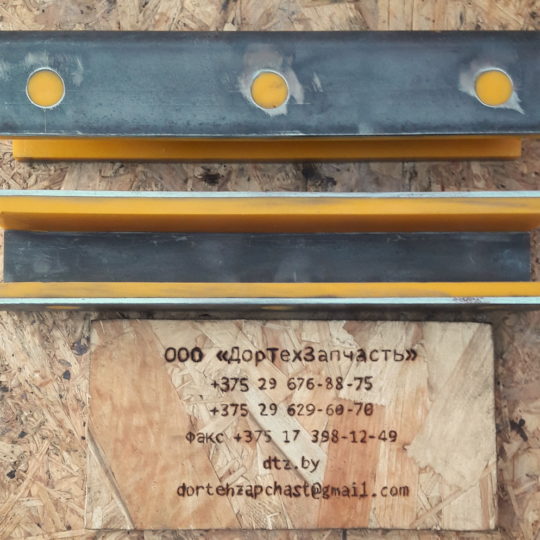 ООО «ДорТехЗапчасть»
+375 29 676-88-75
+375 29 629-60-70
Факс +375 17 398-12-49
dtz.by
dortehzapchast@gmail.com